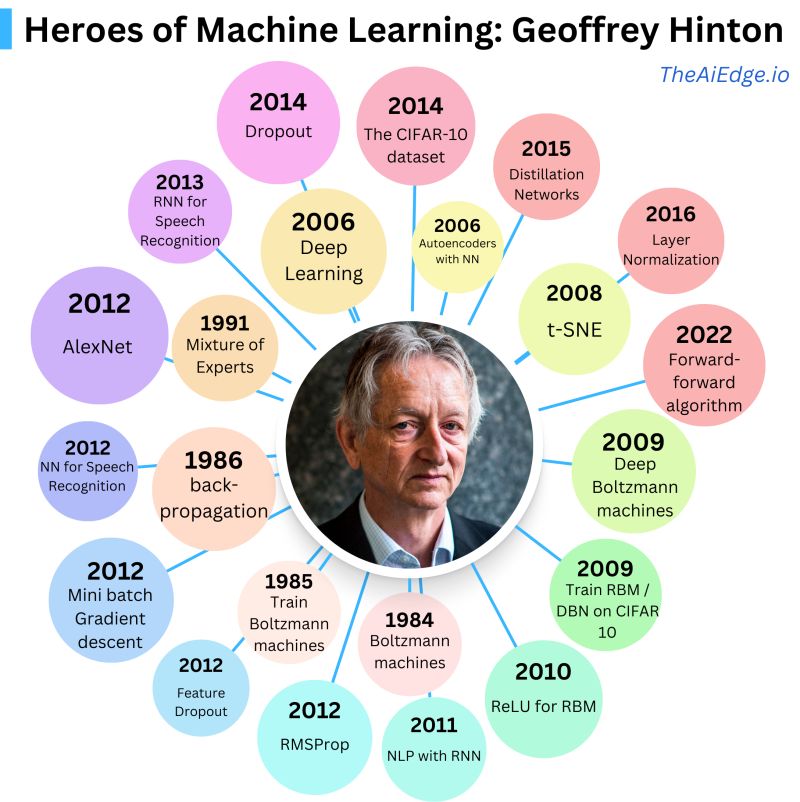 Heroes of Machine Learning: Geoffrey Hinton
TheAiEdge.io
2014
Dropout
2014
The CIFAR-10
dataset
2015
Distillation
Networks
2013
RNN for
Speech
Recognition
2006
Deep
Learning
2006
Autoencoders
with NN
2016
Layer
Normalization
2012
AlexNet
1991
Mixture of
Experts
2008
t-SNE
2022
Forward-
forward
algorithm
2012
NN for Speech
Recognition
1986
back-
propagation
2009
Deep
Boltzmann
machines
2012
Mini batch
Gradient
descent
1985
Train
Boltzmann
machines
1984
Boltzmann
machines
2009
Train RBM /
DBN on CIFAR
10
2012
Feature
Dropout
2012
RMSProp
2011
NLP with RNN
2010
ReLU for RBM